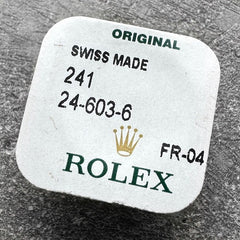 ORIGINAL
SWISS MADE
241
24-603-6
FR-04
ROLEX